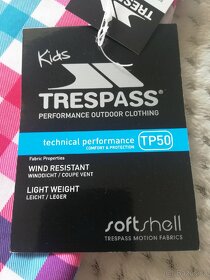 Kids
TRESPASS®
PERFORMANCE OUTDOOR CLOTHING
technical performance TP50
COMFORT & PROTECTION
Fabric Properties
WIND RESISTANT
WINDDICHT / COUPE VENT
LIGHT WEIGHT
LEICHT / LÉGER
softshell
TRESPASS MOTION FABRICS